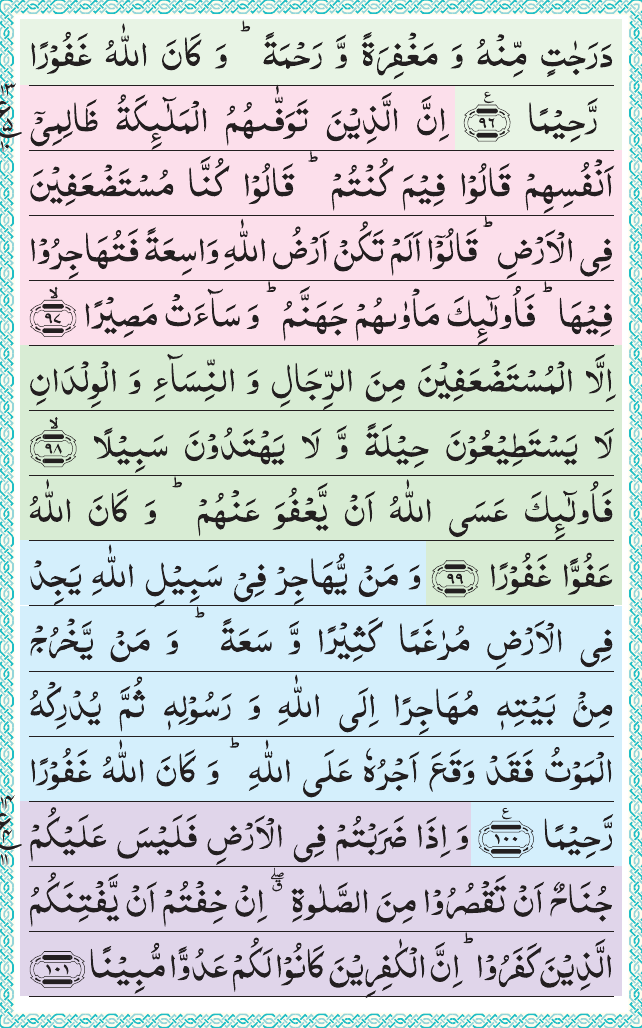 دَرَجٰتٍ مِّنْهُ وَ مَغْفِرَةً وَّ رَحْمَةً ؕ وَ كَانَ اللّٰهُ غَفُوْرًا
رَّحِيْمًا ﴿۹۶﴾ اِنَّ الَّذِيْنَ تَوَفّٰىهُمُ الْمَلٰٓىِٕكَةُ ظَالِمِيْۤ
اَنْفُسِهِمْ قَالُوْا فِيْمَ كُنْتُمْ ؕ قَالُوْا كُنَّا مُسْتَضْعَفِيْنَ
فِي الْاَرْضِ ؕ قَالُوْۤا اَلَمْ تَكُنْ اَرْضُ اللّٰهِ وَاسِعَةً فَتُهَاجِرُوْا
فِيْهَا ؕ فَاُولٰٓىِٕكَ مَاْوٰىهُمْ جَهَنَّمُ ؕ وَ سَآءَتْ مَصِيْرًا ﴿ۙ۹۷﴾
اِلَّا الْمُسْتَضْعَفِيْنَ مِنَ الرِّجَالِ وَ النِّسَآءِ وَ الْوِلْدَانِ
لَا يَسْتَطِيْعُوْنَ حِيْلَةً وَّ لَا يَهْتَدُوْنَ سَبِيْلًا ﴿ۙ۹۸﴾
فَاُولٰٓىِٕكَ عَسَى اللّٰهُ اَنْ يَّعْفُوَ عَنْهُمْ ؕ وَ كَانَ اللّٰهُ
عَفُوًّا غَفُوْرًا ﴿۹۹﴾ وَ مَنْ يُّهَاجِرْ فِيْ سَبِيْلِ اللّٰهِ يَجِدْ
فِي الْاَرْضِ مُرٰغَمًا كَثِيْرًا وَّ سَعَةً ؕ وَ مَنْ يَّخْرُجْ
مِنْۢ بَيْتِهٖ مُهَاجِرًا اِلَى اللّٰهِ وَ رَسُوْلِهٖ ثُمَّ يُدْرِكْهُ
الْمَوْتُ فَقَدْ وَقَعَ اَجْرُهٗ عَلَى اللّٰهِ ؕ وَ كَانَ اللّٰهُ غَفُوْرًا
رَّحِيْمًا ﴿۱۰۰﴾ وَ اِذَا ضَرَبْتُمْ فِي الْاَرْضِ فَلَيْسَ عَلَيْكُمْ
جُنَاحٌ اَنْ تَقْصُرُوْا مِنَ الصَّلٰوةِ ۖۗ اِنْ خِفْتُمْ اَنْ يَّفْتِنَكُمُ
الَّذِيْنَ كَفَرُوْا ؕ اِنَّ الْكٰفِرِيْنَ كَانُوْا لَكُمْ عَدُوًّا مُّبِيْنًا ﴿۱۰۱﴾